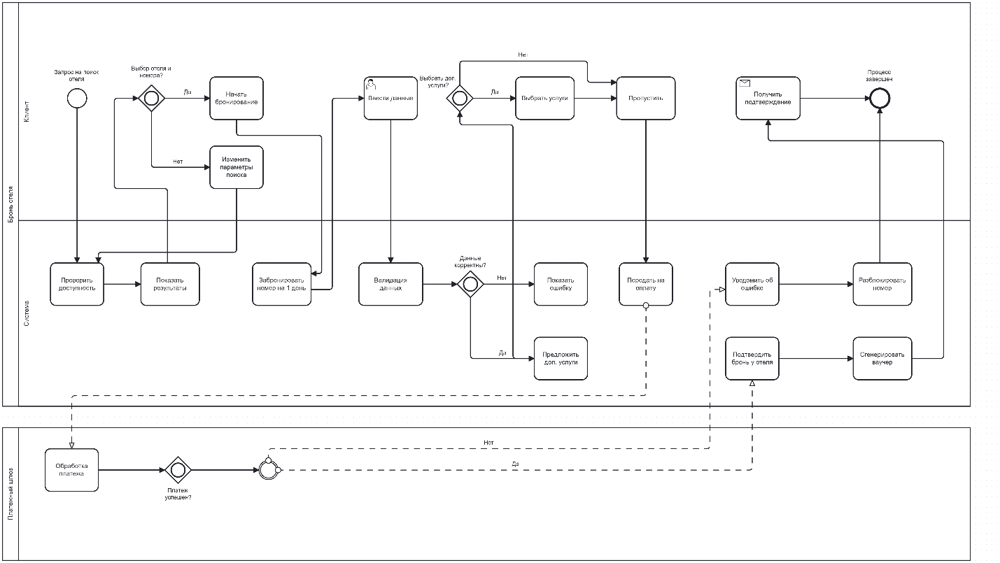 Бронь отеля
Клиент
Запрос на поиск
отеля
Выбор отеля и
номера?
Да
Начать
бронирование
Нет
Изменить
параметры
поиска
Ввести данные
Выбрать доп.
услуги?
Нет
Да
Выбрать услуги
Пропустить
Получить
подтверждение
Процесс
завершен
Система
Проверить
доступность
Показать
результаты
Забронировать
номер на 1 день
Валидация
данных
Данные
корректны?
Нет
Показать
ошибку
Да
Предложить
доп. услуги
Передать на
оплату
Уведомить об
ошибке
Разблокировать
номер
Подтвердить
бронь у отеля
Сгенерировать
ваучер
Платежный шлюз
Обработка
платежа
Платеж
успешен?
Нет
Да